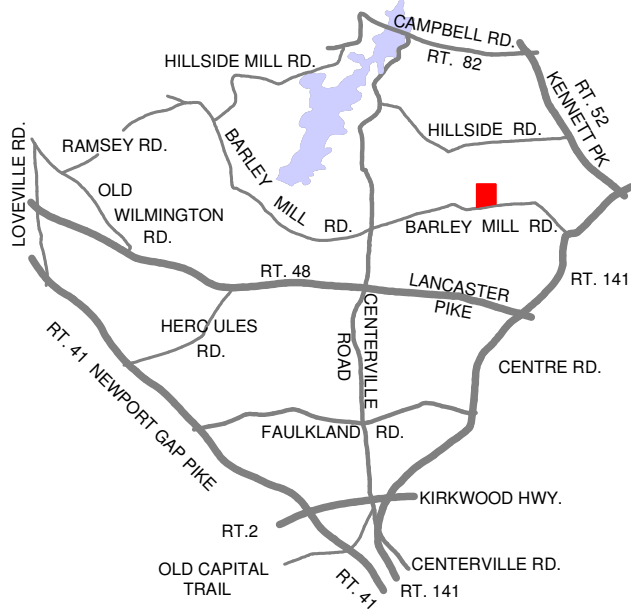 CAMPBELL RD.
RT. 82
HILLSIDE MILL RD.
RT. 52
KENNETT PK
HILLSIDE RD.
LOVEVILLE RD.
RAMSEY RD.
BARLEY
MILL
RD.
OLD
WILMINGTON
RD.
BARLEY MILL RD.
RT. 48
LANCASTER
PIKE
RT. 141
CENTERVILLE
ROAD
HERCULES
RD.
CENTRE RD.
RT. 41 NEWPORT GAP PIKE
FAULKLAND RD.
KIRKWOOD HWY.
RT.2
OLD CAPITAL
TRAIL
CENTERVILLE RD.
RT. 41
RT. 141